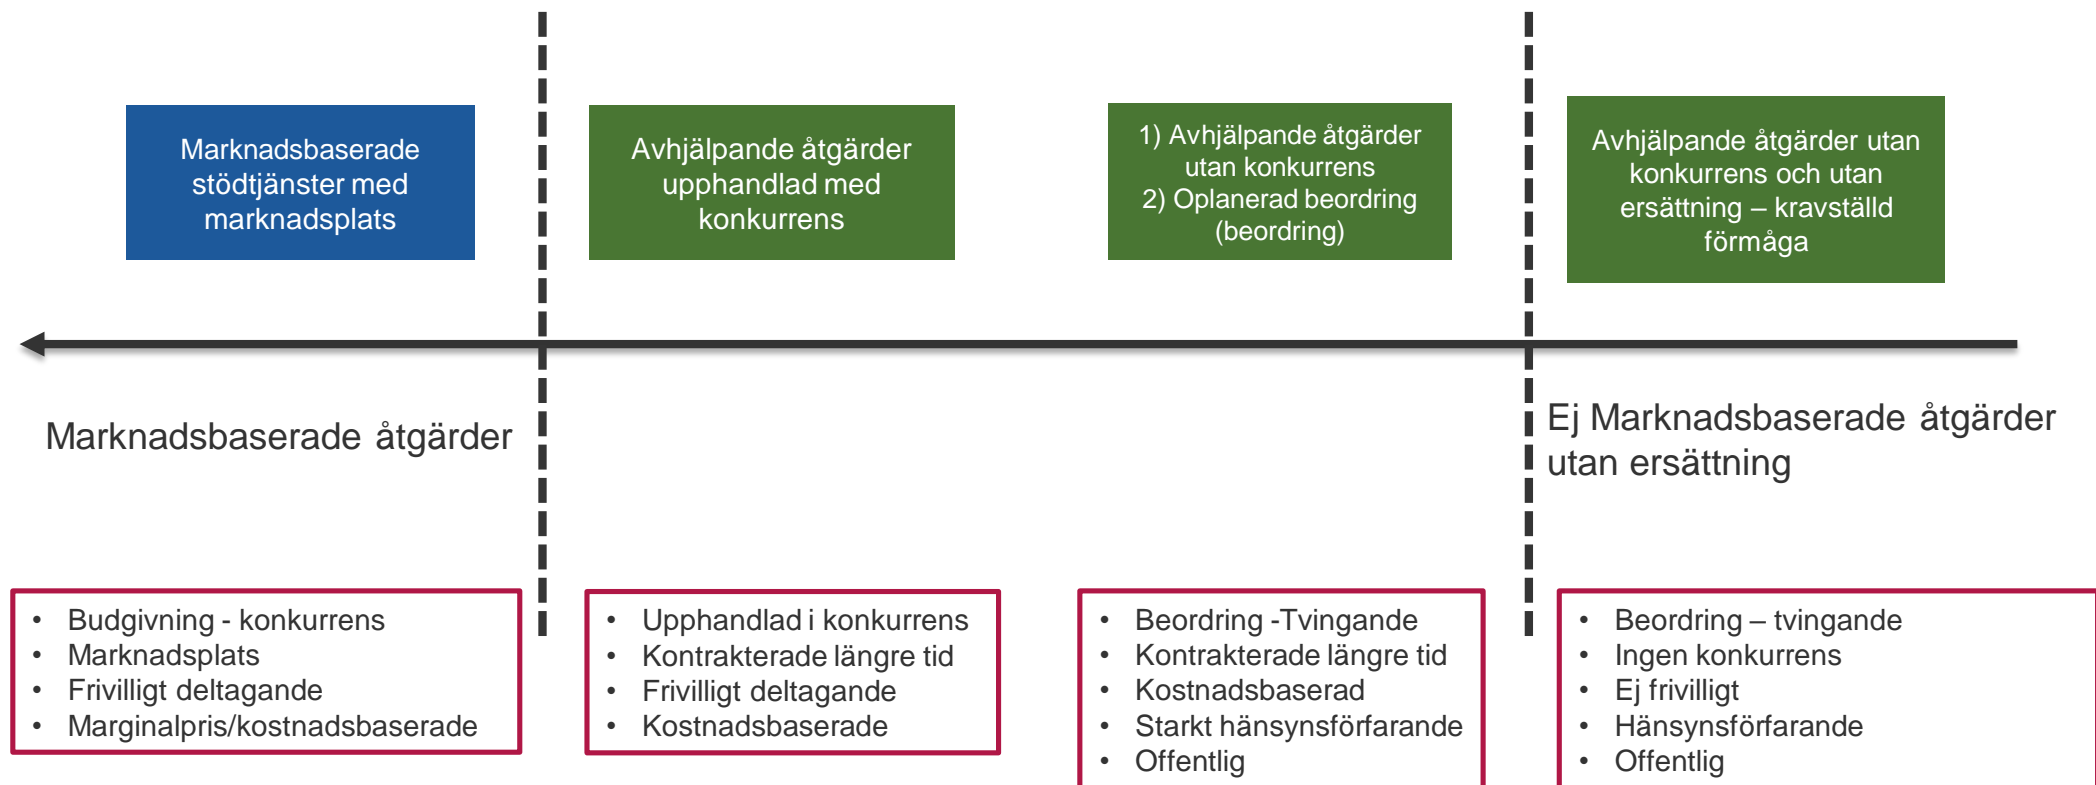 Marknadsbaserade
stödtjänster med
marknadsplats
Avhjälpande åtgärder
upphandlad med
konkurrens
1) Avhjälpande åtgärder
utan konkurrens
2) Oplanerad beordring
(beordring)
Avhjälpande åtgärder utan
konkurrens och utan
ersättning – kravställd
förmåga
Marknadsbaserade åtgärder
Ej Marknadsbaserade åtgärder
utan ersättning
• Budgivning - konkurrens
• Marknadsplats
• Frivilligt deltagande
• Marginalpris/kostnadsbaserade
• Upphandlad i konkurrens
• Kontrakterade längre tid
• Frivilligt deltagande
• Kostnadsbaserade
• Beordring -Tvingande
• Kontrakterade längre tid
• Kostnadsbaserad
• Starkt hänsynsförfarande
• Offentlig
• Beordring – tvingande
• Ingen konkurrens
• Ej frivilligt
• Hänsynsförfarande
• Offentlig